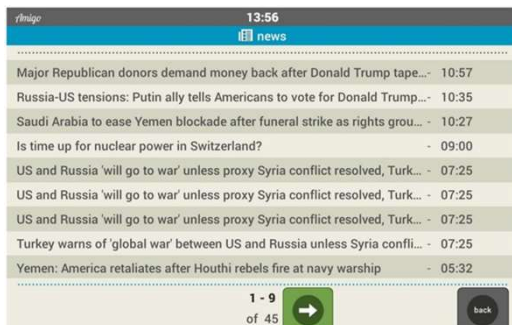 Amigo 13:56
news
Major Republican donors demand money back after Donald Trump tape...- 10:57
Russia-US tensions: Putin ally tells Americans to vote for Donald Trump...- 10:35
Saudi Arabia to ease Yemen blockade after funeral strike as rights grou... - 10:27
Is time up for nuclear power in Switzerland? - 09:00
US and Russia 'will go to war' unless proxy Syria conflict resolved, Turk... - 07:25
US and Russia 'will go to war' unless proxy Syria conflict resolved, Turk... - 07:25
US and Russia 'will go to war' unless proxy Syria conflict resolved, Turk... - 07:25
Turkey warns of 'global war' between US and Russia unless Syria confli... - 07:25
Yemen: America retaliates after Houthi rebels fire at navy warship - 05:32
1 - 9
of 45
back